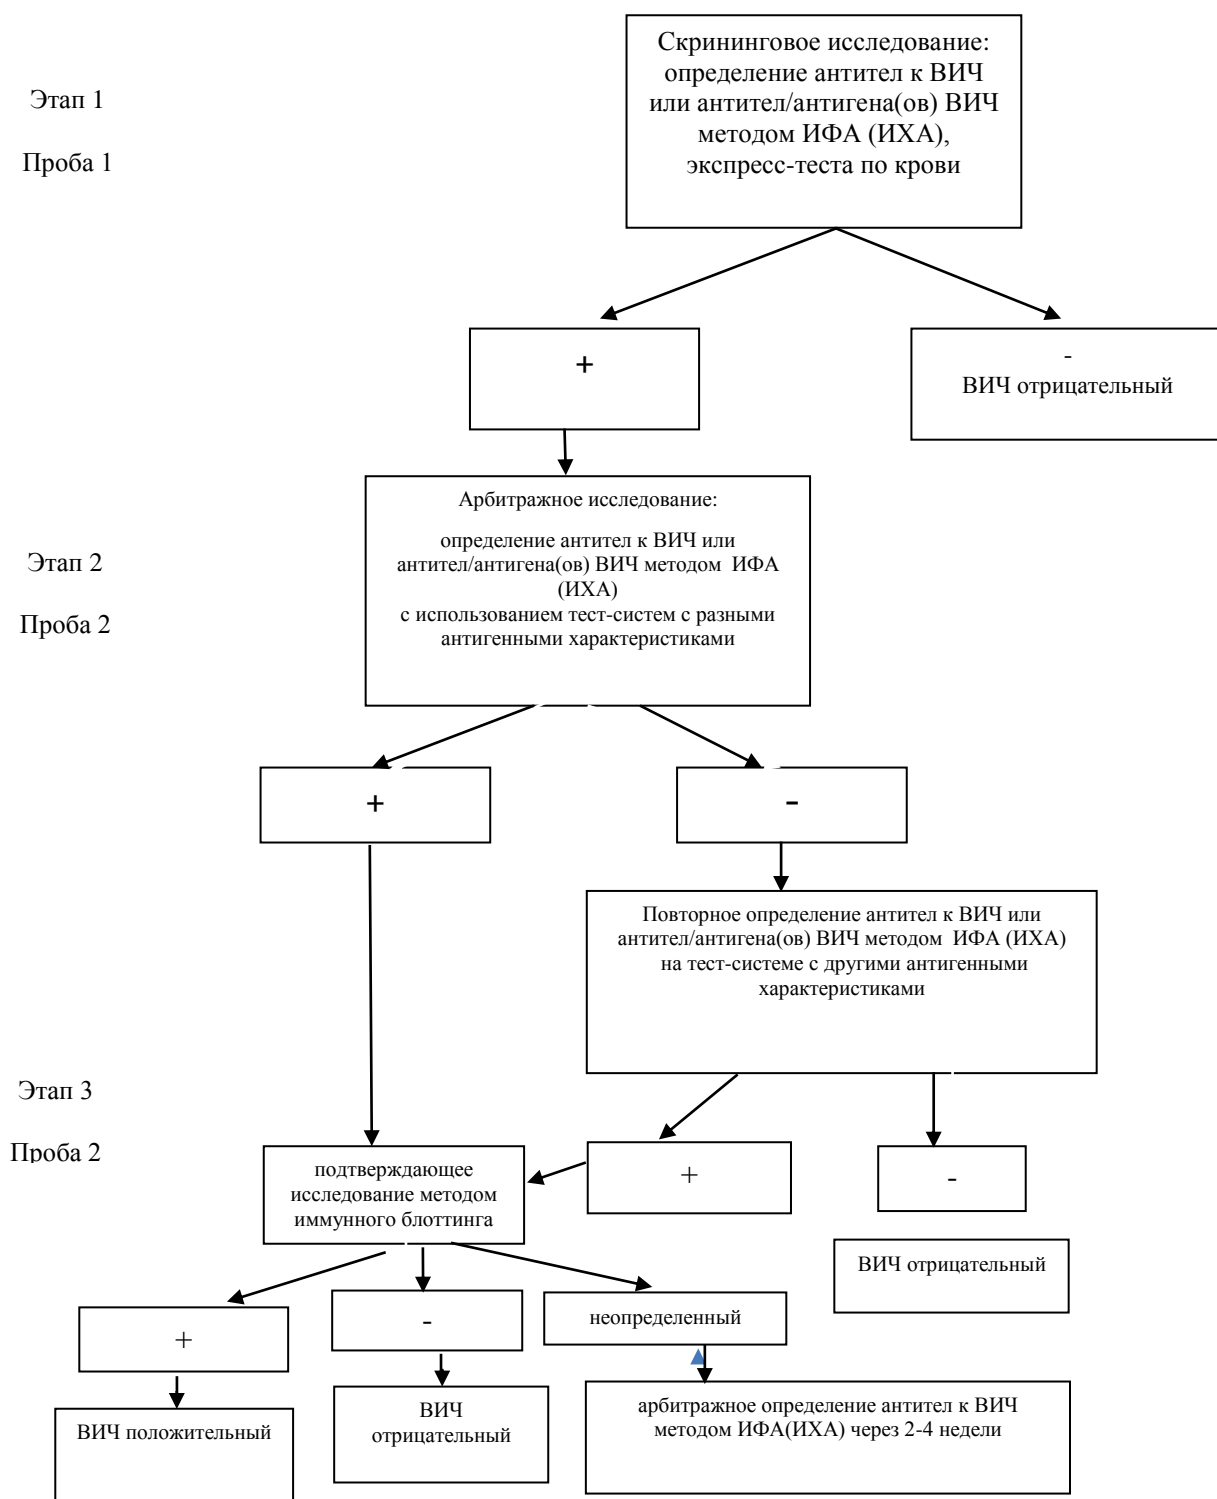 Скрининговое исследование:
определение антител к ВИЧ
или антител/антигена(ов) ВИЧ
методом ИФА (ИХА),
экспресс-теста по крови
Этап 1
Проба 1
+
-
ВИЧ отрицательный
Арбитражное исследование:
определение антител к ВИЧ или
антител/антигена(ов) ВИЧ методом ИФА
(ИХА)
с использованием тест-систем с разными
антигенными характеристиками
Этап 2
Проба 2
+
-
Повторное определение антител к ВИЧ или
антител/антигена(ов) ВИЧ методом ИФА (ИХА)
на тест-системе с другими антигенными
характеристиками
Этап 3
Проба 2
подтверждающее
исследование методом
иммунного блоттинга
+
-
ВИЧ отрицательный
+
-
неопределенный
ВИЧ положительный
ВИЧ
отрицательный
арбитражное определение антител к ВИЧ
методом ИФА(ИХА) через 2-4 недели